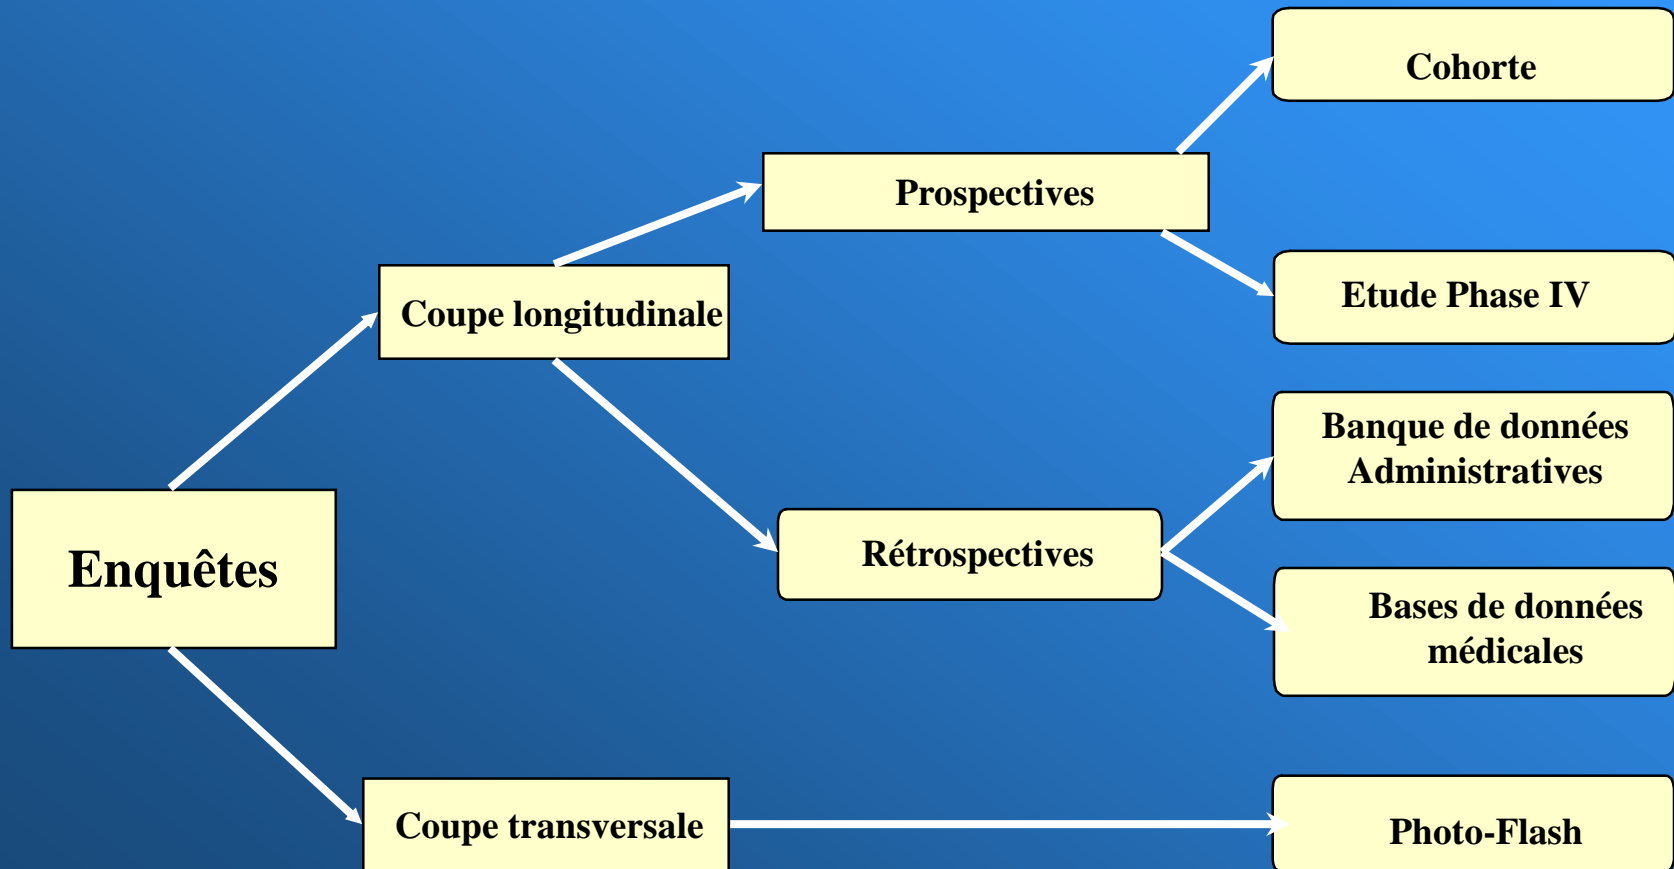 Cohorte
Prospectives
Etude Phase IV
Coupe longitudinale
Banque de données
Administratives
Enquêtes
Rétrospectives
Bases de données
médicales
Coupe transversale
Photo-Flash